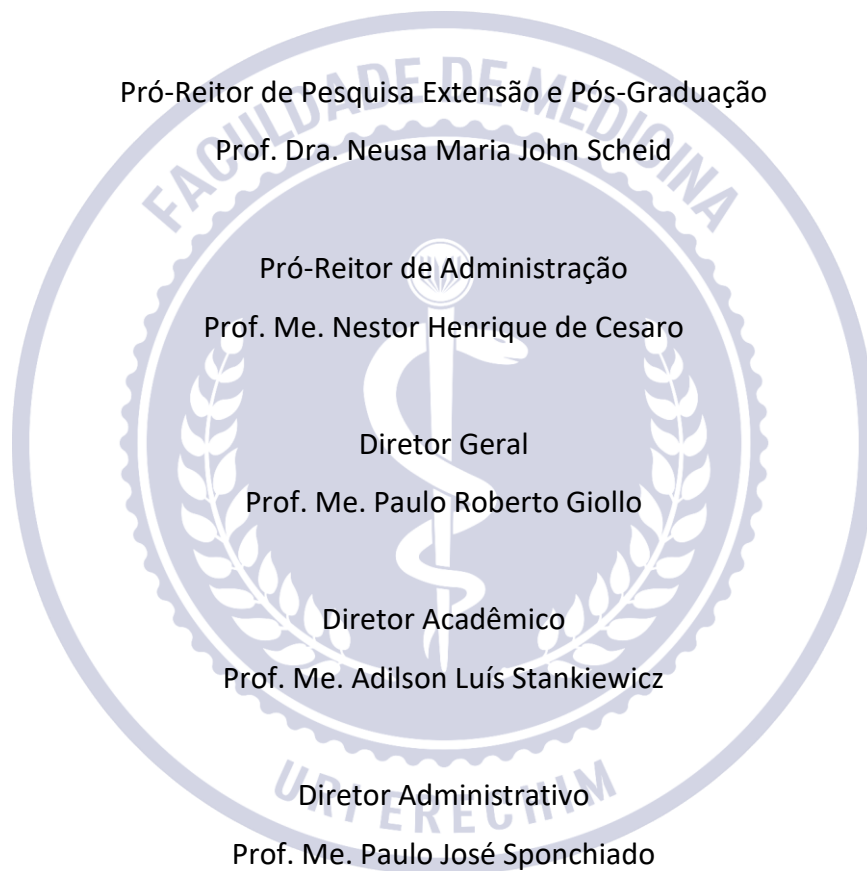 FACULDADE DE MEDICINA
Pró-Reitor de Pesquisa Extensão e Pós-Graduação
Prof. Dra. Neusa Maria John Scheid
Pró-Reitor de Administração
Prof. Me. Nestor Henrique de Cesaro
Diretor Geral
Prof. Me. Paulo Roberto Giollo
Diretor Acadêmico
Prof. Me. Adilson Luís Stankiewicz
Diretor Administrativo
Prof. Me. Paulo José Sponchiado
URI ERECHIM